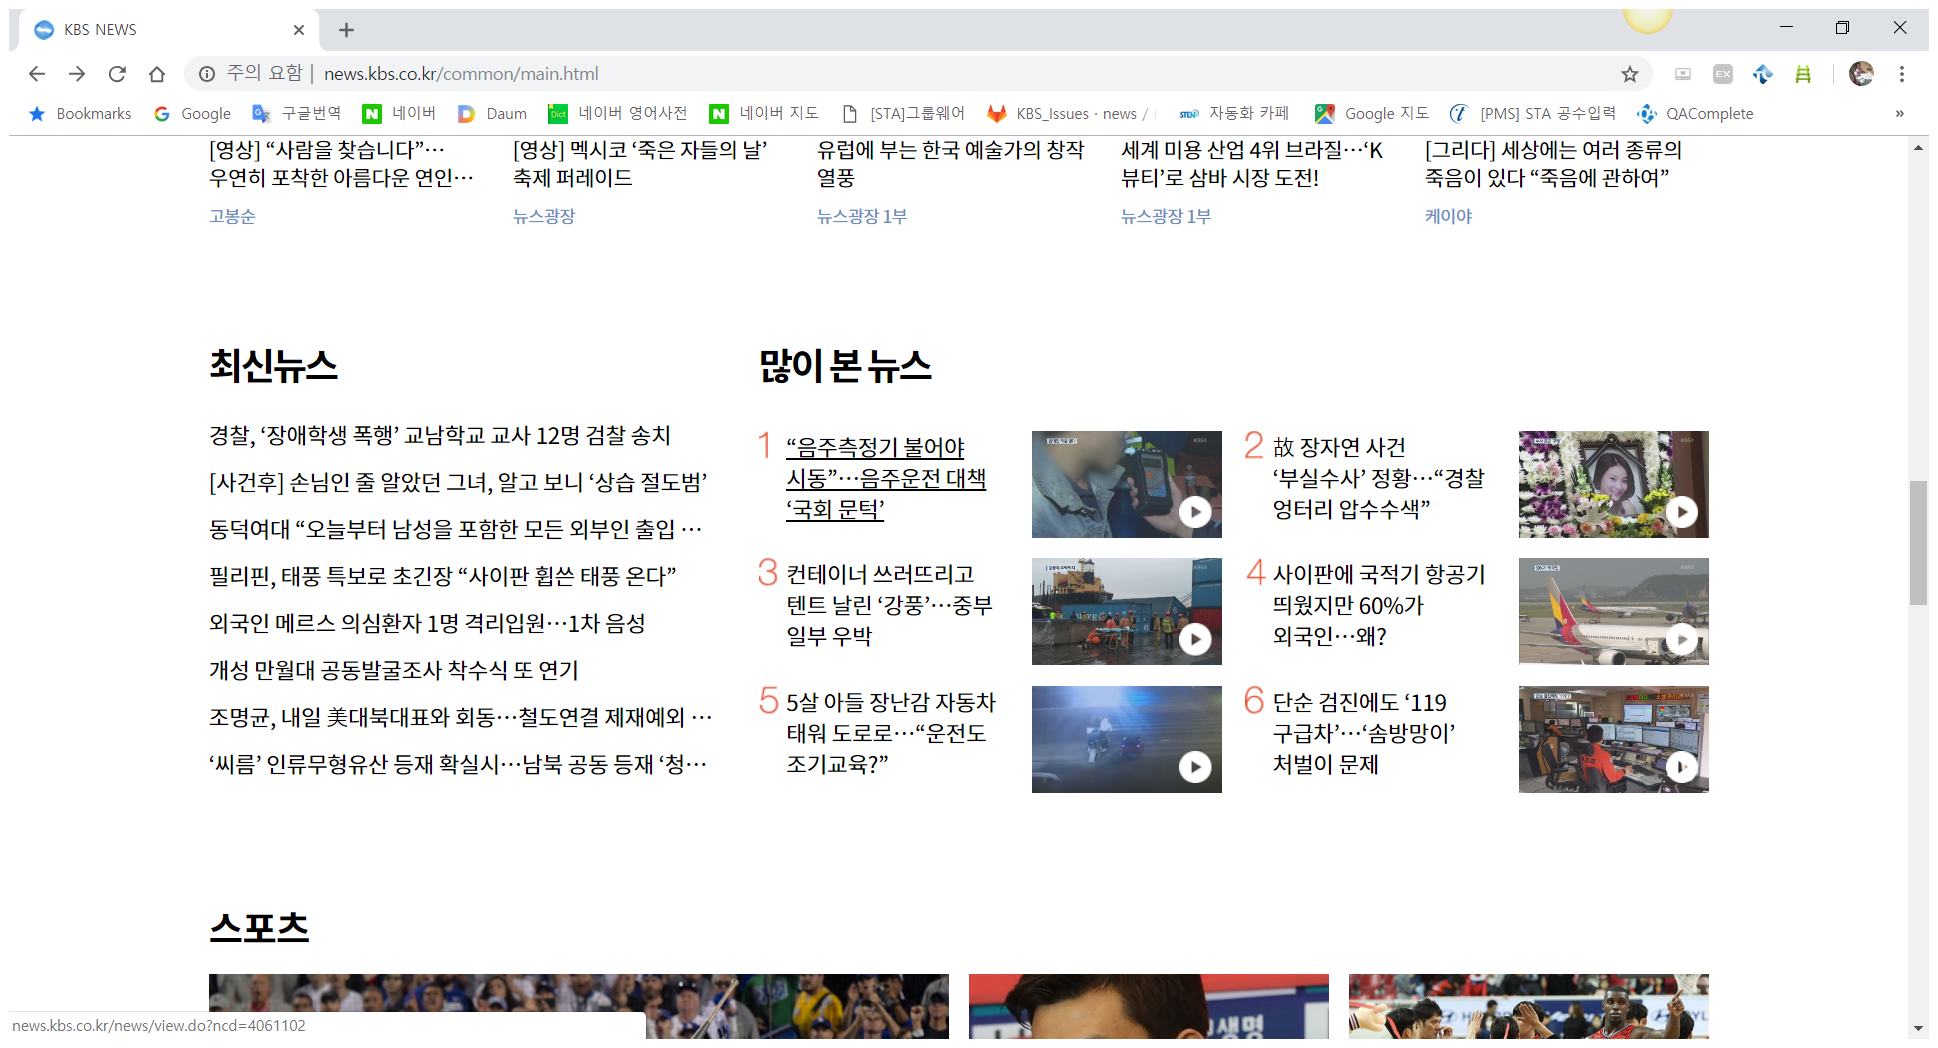 KBS NEWS
주의 요함 | news.kbs.co.kr/common/main.html
EX
Bookmarks Google 구글번역 네이버 Daum 네이버 영어사전 네이버 지도 [STA]그룹웨어 KBS_Issues · news / 자동화 카페 Google 지도 [PMS] STA 공수입력 QAComplete »
[영상] “사람을 찾습니다”…
우연히 포착한 아름다운 연인…
고봉순
[영상] 멕시코 ‘죽은 자들의 날’
축제 퍼레이드
뉴스광장
유럽에 부는 한국 예술가의 창작
열풍
뉴스광장 1부
세계 미용 산업 4위 브라질…‘K
뷰티’로 삼바 시장 도전!
뉴스광장 1부
[그리다] 세상에는 여러 종류의
죽음이 있다 “죽음에 관하여”
케이야
최신뉴스
경찰, ‘장애학생 폭행’ 교남학교 교사 12명 검찰 송치
[사건후] 손님인 줄 알았던 그녀, 알고 보니 ‘상습 절도범’
동덕여대 “오늘부터 남성을 포함한 모든 외부인 출입 …
필리핀, 태풍 특보로 초긴장 “사이판 휩쓴 태풍 온다”
외국인 메르스 의심환자 1명 격리입원…1차 음성
개성 만월대 공동발굴조사 착수식 또 연기
조명균, 내일 美대북대표와 회동…철도연결 제재예외 …
‘씨름’ 인류무형유산 등재 확실시…남북 공동 등재 ‘청…
많이 본 뉴스
1 “음주측정기 불어야
시동”…음주운전 대책
‘국회 문턱’
2 故 장자연 사건
‘부실수사’ 정황…“경찰
엉터리 압수수색”
3 컨테이너 쓰러뜨리고
텐트 날린 ‘강풍’…중부
일부 우박
4 사이판에 국적기 항공기
띄웠지만 60%가
외국인…왜?
5 5살 아들 장난감 자동차
태워 도로로…“운전도
조기교육?”
6 단순 검진에도 ‘119
구급차’…‘솜방망이’
처벌이 문제
스포츠
생명
news.kbs.co.kr/news/view.do?ncd=4061102